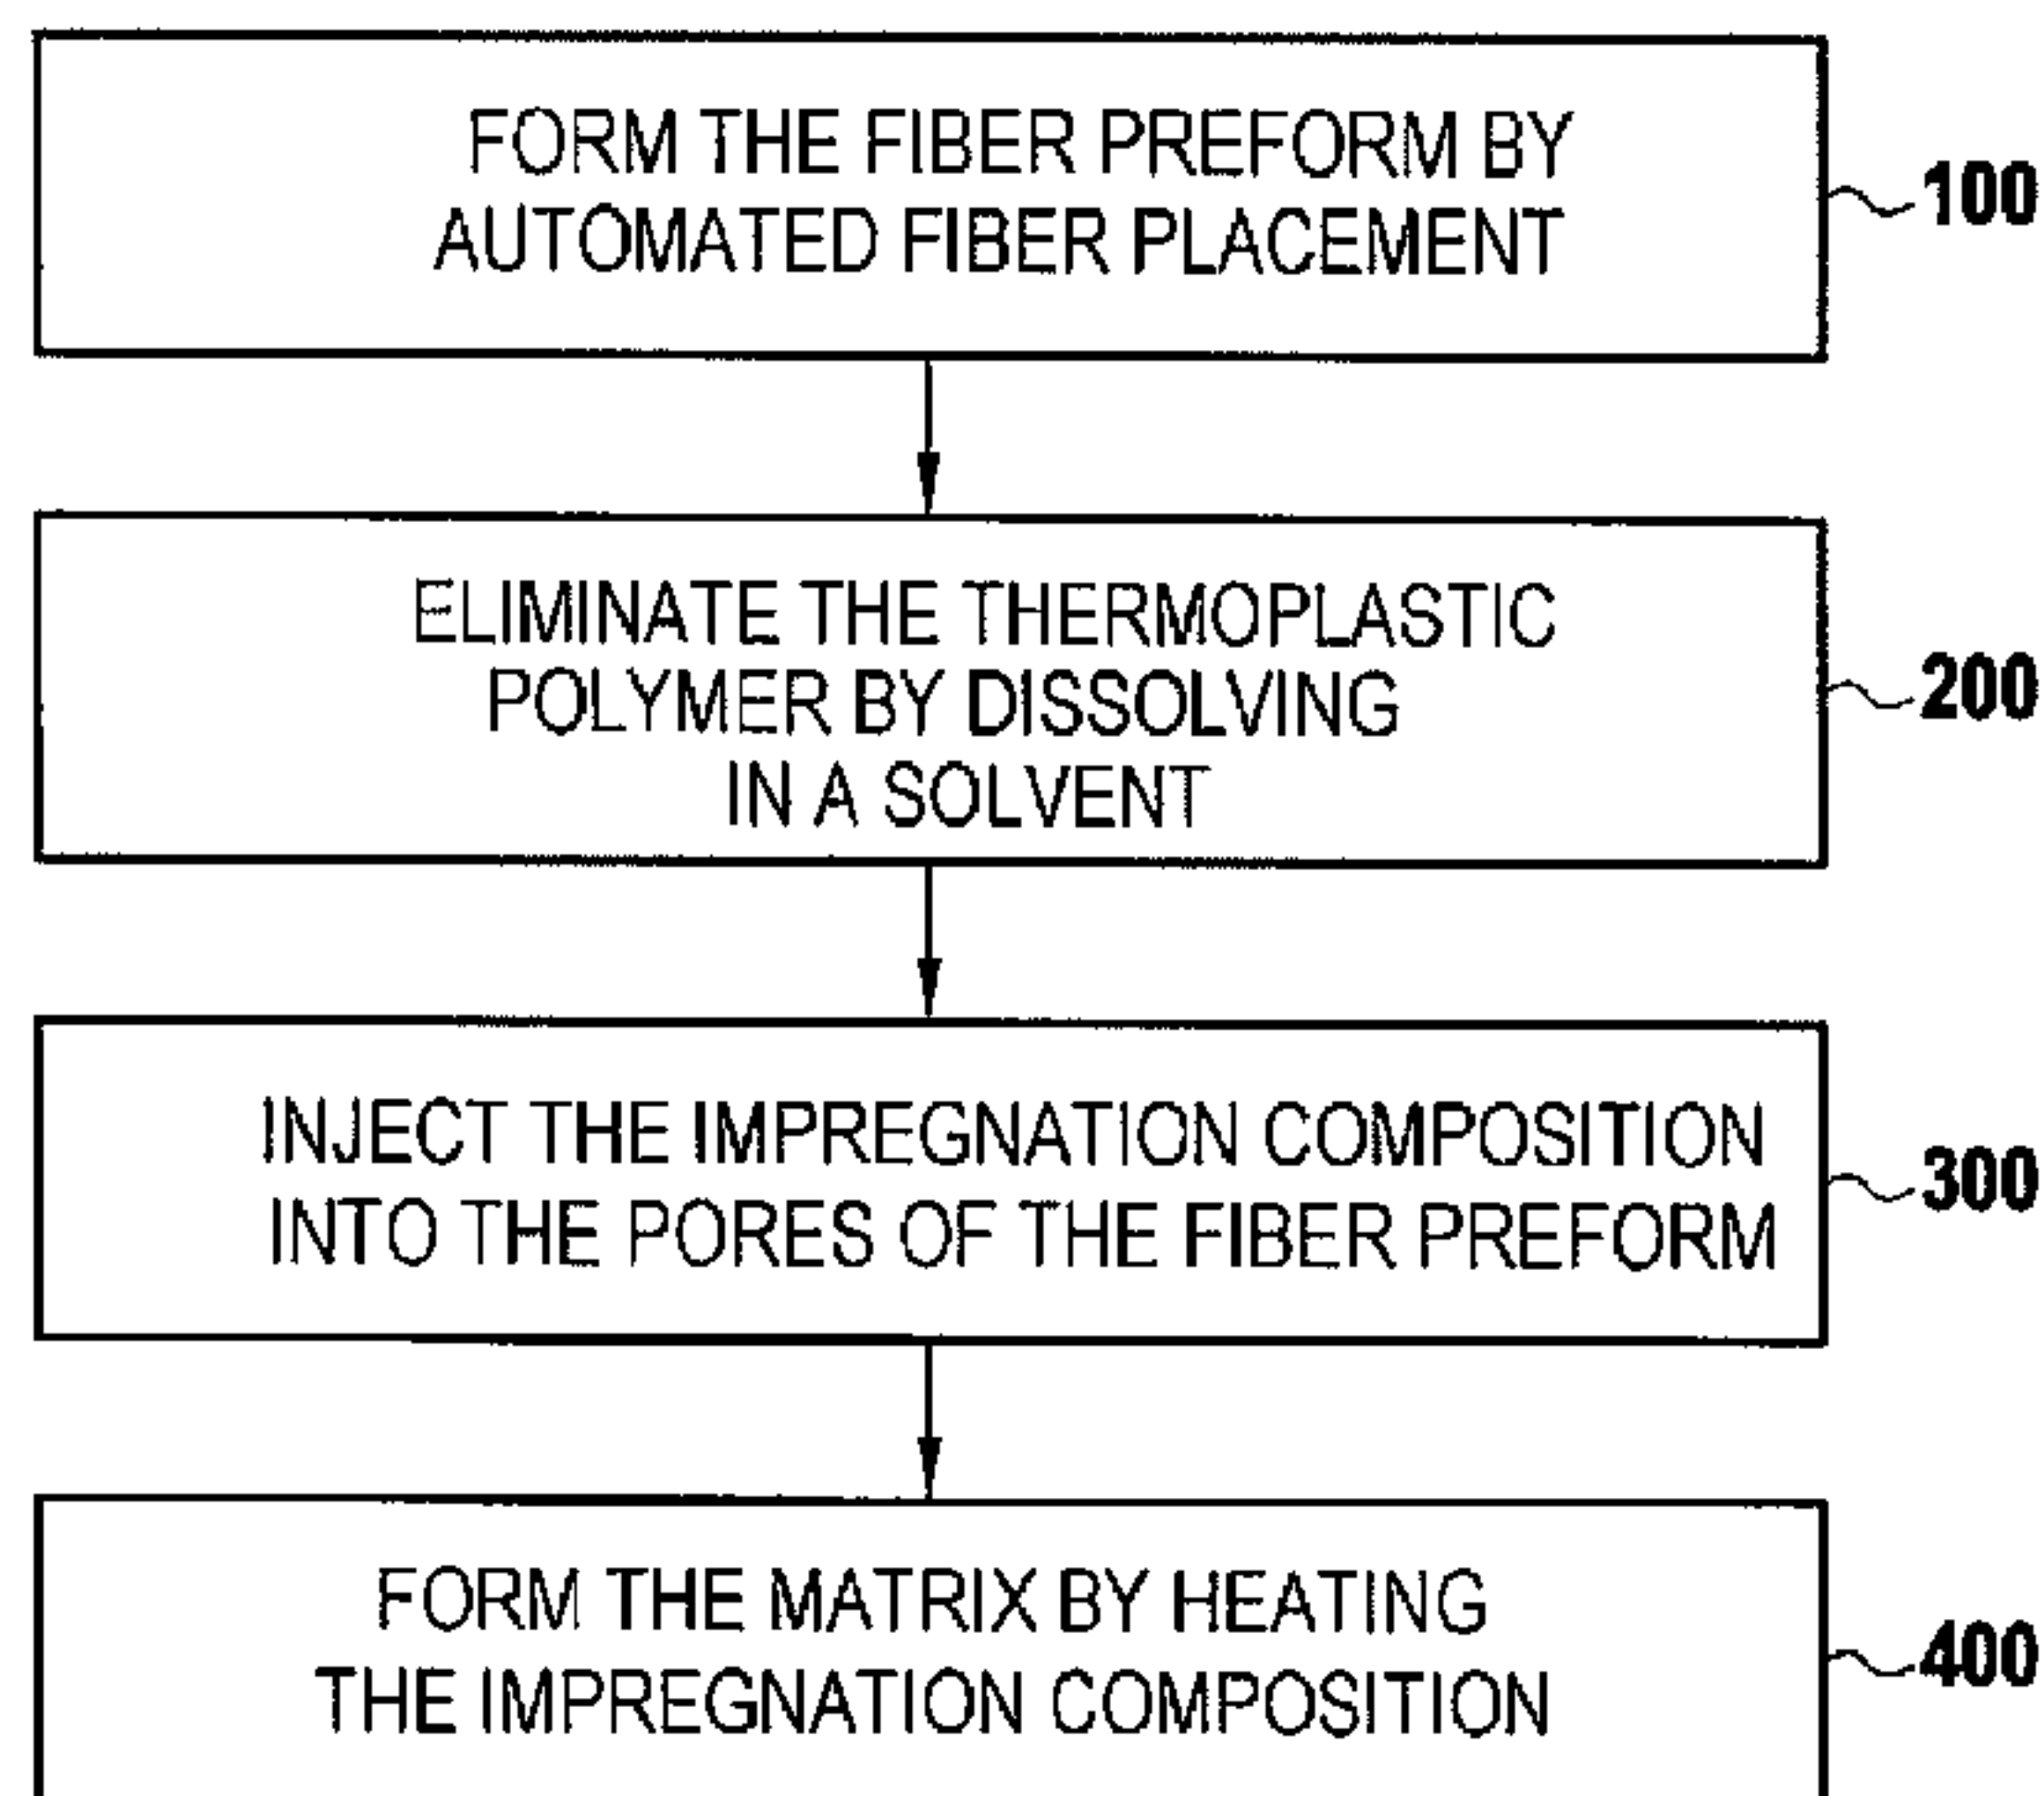 FORM THE FIBER PREFORM BY
AUTOMATED FIBER PLACEMENT
100
ELIMINATE THE THERMOPLASTIC
POLYMER BY DISSOLVING
IN A SOLVENT
200
INJECT THE IMPREGNATION COMPOSITION
INTO THE PORES OF THE FIBER PREFORM
300
FORM THE MATRIX BY HEATING
THE IMPREGNATION COMPOSITION
400